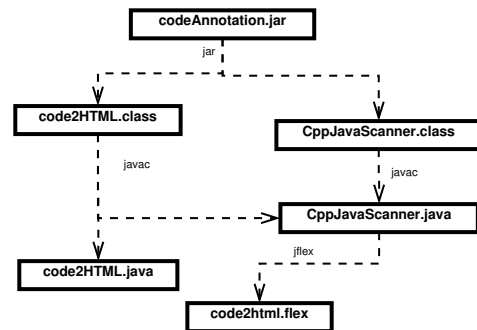 codeAnnotation.jar
jar
code2HTML.class
CppJavaScanner.class
javac
javac
CppJavaScanner.java
jflex
code2HTML.java
code2html.flex